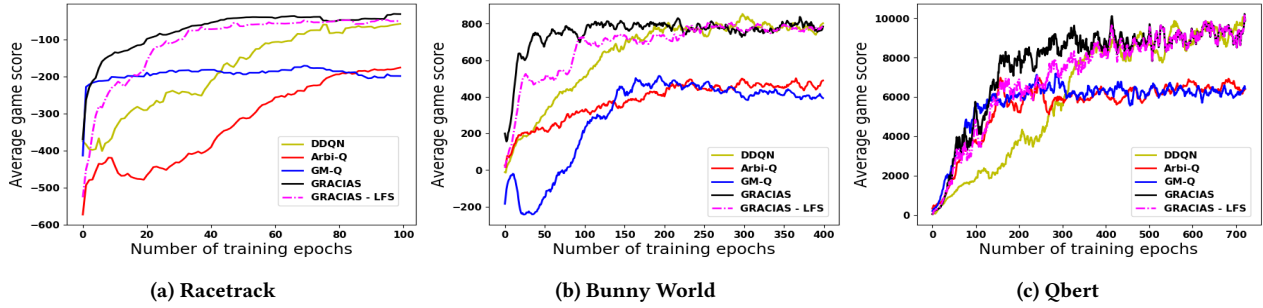 Average game score
−100
−200
−300
−400
−500
−600
0
20
40
60
80
100
Number of training epochs
DDQN
Arbi-Q
GM-Q
GRACIAS
GRACIAS - LFS
(a) Racetrack
Average game score
800
600
400
200
0
−200
0
50
100
150
200
250
300
350
400
Number of training epochs
DDQN
Arbi-Q
GM-Q
GRACIAS
GRACIAS - LFS
(b) Bunny World
Average game score
10000
8000
6000
4000
2000
0
0
100
200
300
400
500
600
700
Number of training epochs
DDQN
Arbi-Q
GM-Q
GRACIAS
GRACIAS - LFS
(c) Qbert